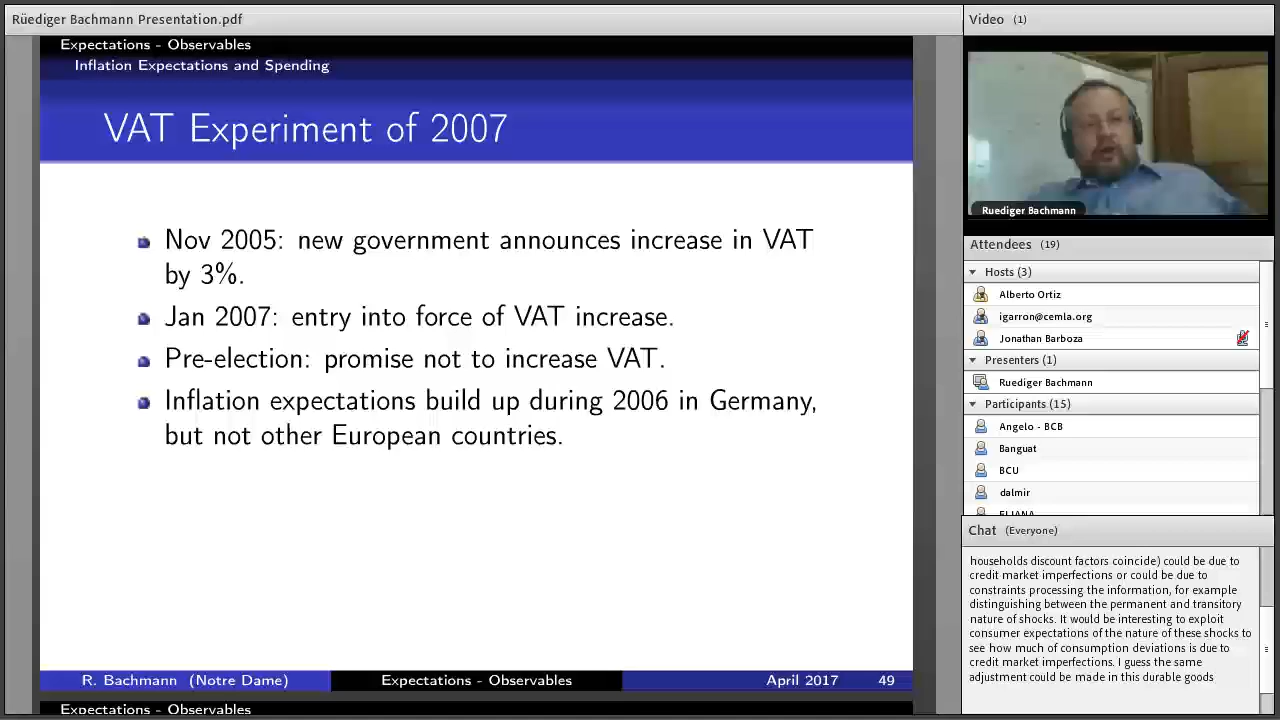 Rüediger Bachmann Presentation.pdf
Expectations - Observables
Inflation Expectations and Spending
VAT Experiment of 2007
Nov 2005: new government announces increase in VAT
by 3%.
Jan 2007: entry into force of VAT increase.
Pre-election: promise not to increase VAT.
Inflation expectations build up during 2006 in Germany,
but not other European countries.
R. Bachmann (Notre Dame)
Expectations - Observables
April 2017
49
Expectations - Observables
Video (1)
Ruediger Bachmann
Attendees (19)
Hosts (3)
Alberto Ortiz
igarron@cemla.org
Jonathan Barboza
Presenters (1)
Ruediger Bachmann
Participants (15)
Angelo - BCB
Banguat
BCU
dalmir
ELIANA
Chat (Everyone)
households discount factors coincide) could be due to
credit market imperfections or could be due to
constraints processing the information, for example
distinguishing between the permanent and transitory
nature of shocks. It would be interesting to exploit
consumer expectations of the nature of these shocks to
see how much of consumption deviations is due to
credit market imperfections. I guess the same
adjustment could be made in this durable goods